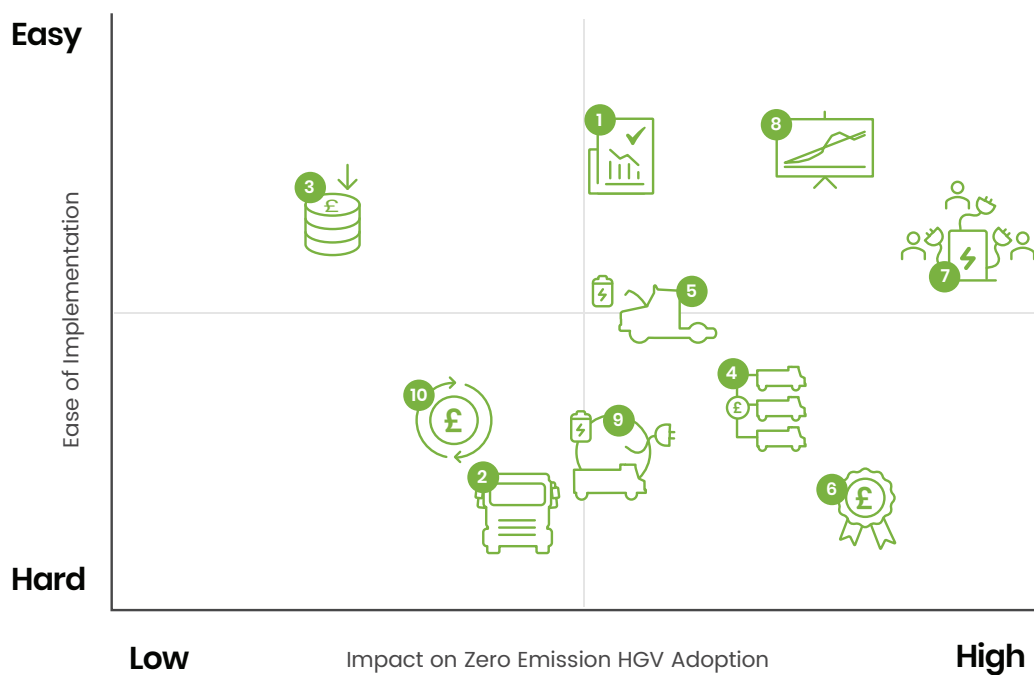 Easy
1
8
3
£
7
5
Ease of Implementation
4
10
£
£
9
2
6
£
Hard
Low
Impact on Zero Emission HGV Adoption
High